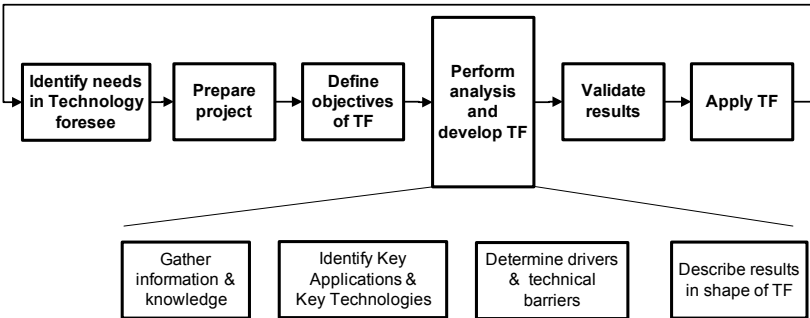 Identify needs
in Technology
foresee
Prepare
project
Define
objectives
of TF
Perform
analysis
and
develop TF
Validate
results
Apply TF
Gather
information &
knowledge
Identify Key
Applications &
Key Technologies
Determine drivers
& technical
barriers
Describe results
in shape of TF